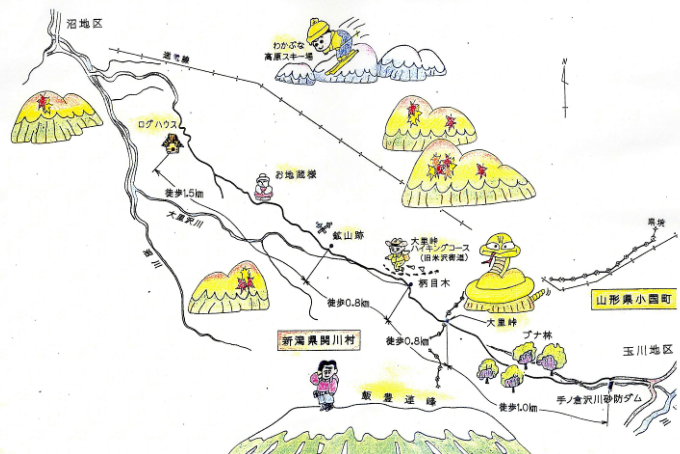 沼地区
わかぶな
高原スキー場
ログハウス
お地蔵様
徒歩1.5km
大里沢川
鉱山跡
大里峠
ハイキングコース
(旧米沢街道)
県境
柄目木
徒歩0.8km
山形県小国町
大里峠
新潟県関川村
徒歩0.8km
ブナ林
玉川地区
飯豊連峰
徒歩1.0km
手ノ倉沢川砂防ダム
川